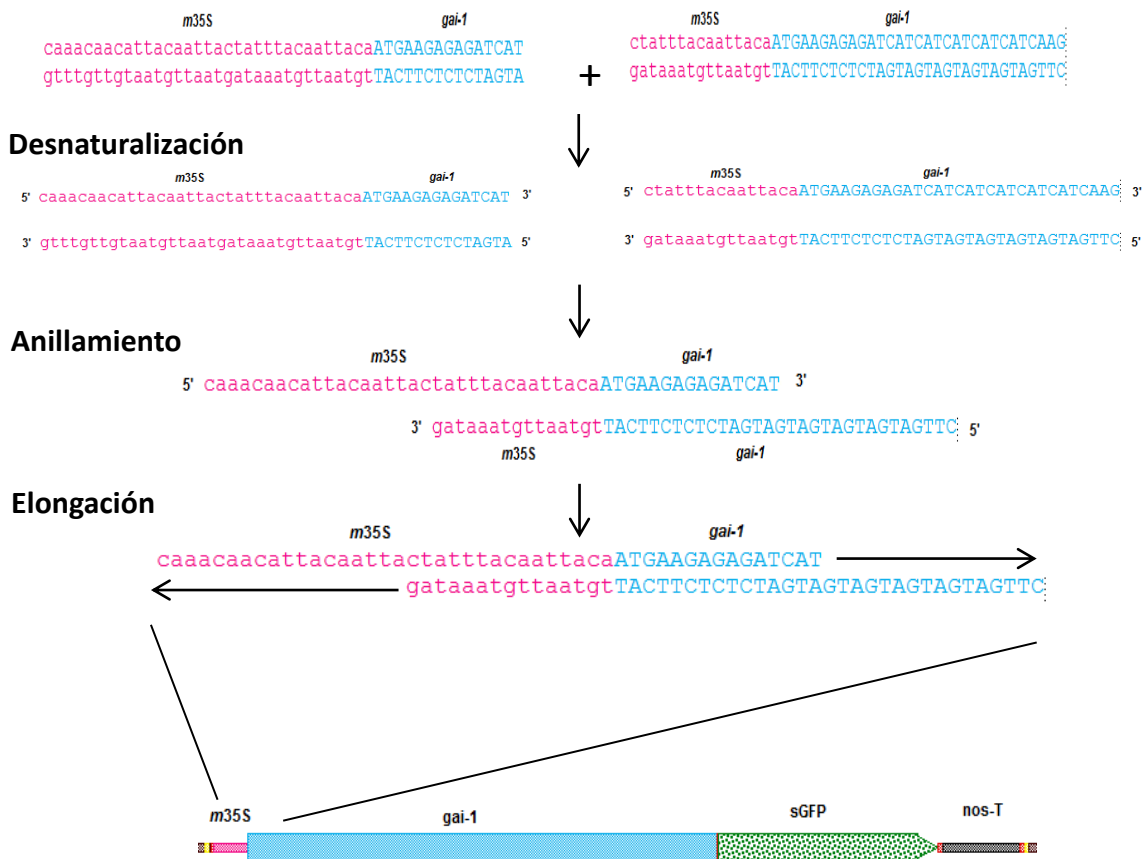 m35S gai-1 m35S gai-1
caaacaacattacaattactatttacaattacaATGAAGAGAGATCAT ctatttacaattacaATGAAGAGAGATCATCATCATCATCATCAAG
gtttgttgtaatgttaatgataaatgttaatgtTACTTCTCTCTAGTA + gataaatgttaatgtTACTTCTCTCTAGTAGTAGTAGTAGTAGTTC
Desnaturalización
m35S gai-1 m35S gai-1
5' caaacaacattacaattactatttacaattacaATGAAGAGAGATCAT 3' 5' ctatttacaattacaATGAAGAGAGATCATCATCATCATCATCAAG 3'
3' gtttgttgtaatgttaatgataaatgttaatgtTACTTCTCTCTAGTA 5' 3' gataaatgttaatgtTACTTCTCTCTAGTAGTAGTAGTAGTAGTTC 5'
Anillamiento
m35S gai-1
5' caaacaacattacaattactatttacaattacaATGAAGAGAGATCAT 3'
3' gataaatgttaatgtTACTTCTCTCTAGTAGTAGTAGTAGTAGTTC 5'
m35S gai-1
Elongación
m35S gai-1
caaacaacattacaattactatttacaattacaATGAAGAGAGATCAT
gataaatgttaatgtTACTTCTCTCTAGTAGTAGTAGTAGTAGTTC
m35S gai-1 sGFP nos-T